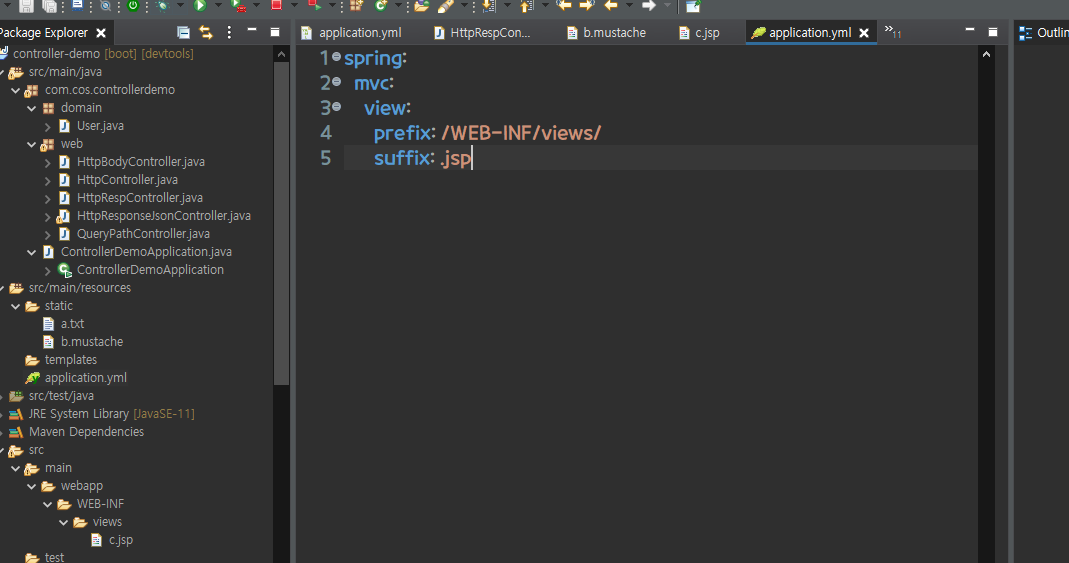 Package Explorer
application.yml
HttpRespCon...
b.mustache
c.jsp
application.yml
11
Outlin
controller-demo [boot] [devtools]
src/main/java
com.cos.controllerdemo
domain
User.java
web
HttpBodyController.java
HttpController.java
HttpRespController.java
HttpResponseJsonController.java
QueryPathController.java
ControllerDemoApplication.java
ControllerDemoApplication
src/main/resources
static
a.txt
b.mustache
templates
application.yml
src/test/java
JRE System Library [JavaSE-11]
Maven Dependencies
src
main
webapp
WEB-INF
views
c.jsp
test
1 spring:
2 mvc:
3 view:
4 prefix: /WEB-INF/views/
5 suffix: .jsp